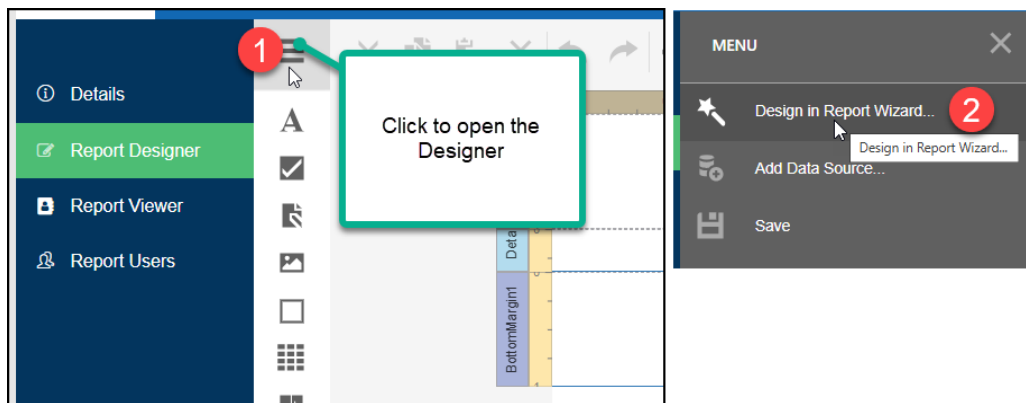 1
Details
Report Designer
Report Viewer
Report Users
A
Click to open the
Designer
Deta
BottomMargin1
MENU
Design in Report Wizard...
2
Design in Report Wizard...
Add Data Source...
Save